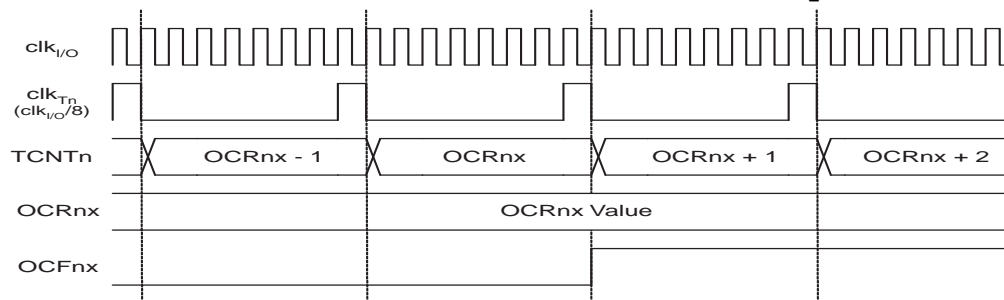 clkI/O
clkTn
(clkI/O/8)
TCNTn OCRnx - 1 OCRnx OCRnx + 1 OCRnx + 2
OCRnx OCRnx Value
OCFnx